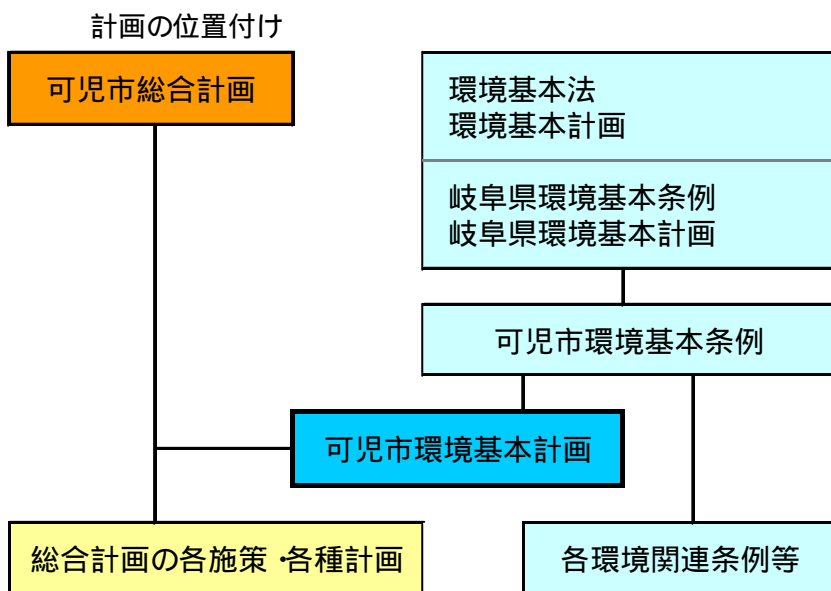 計画の位置付け
可児市総合計画
環境基本法
環境基本計画
岐阜県環境基本条例
岐阜県環境基本計画
可児市環境基本条例
可児市環境基本計画
総合計画の各施策・各種計画
各環境関連条例等